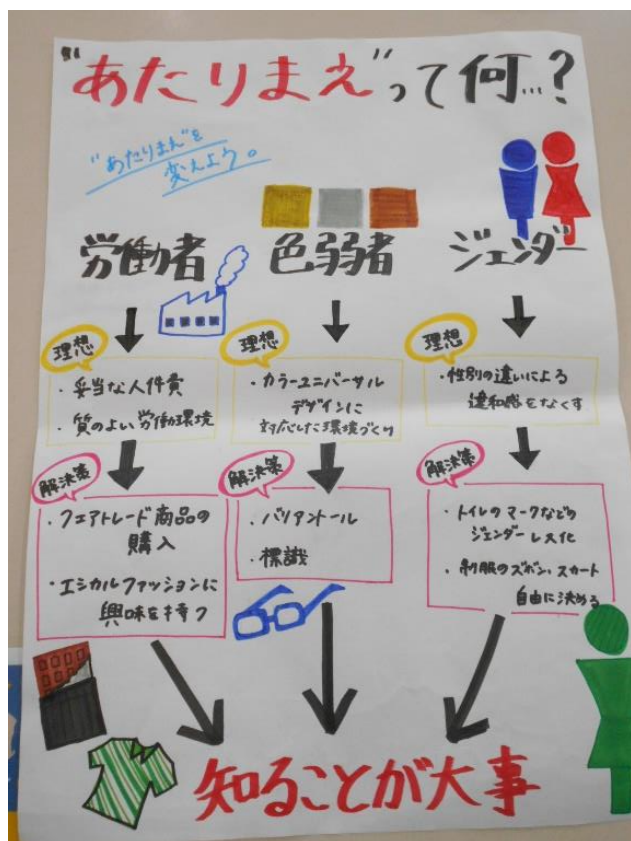 "あたりまえ"って何…?
"あたりまえ"を
変えよう。
労働者
色弱者
ジェンダー
理想
・妥当な人件費
・質のよい労働環境
理想
・カラーユニバーサル
デザインに
対応した環境づくり
理想
・性別の違いによる
違和感をなくす
解決策
・フェアトレード商品の
購入
・エシカルファッションに
興味を持つ
解決策
・バリアントール
・標識
解決策
・トイレのマークなどの
ジェンダーレス化
・制服のズボン、スカート
自由に決める
知ることが大事